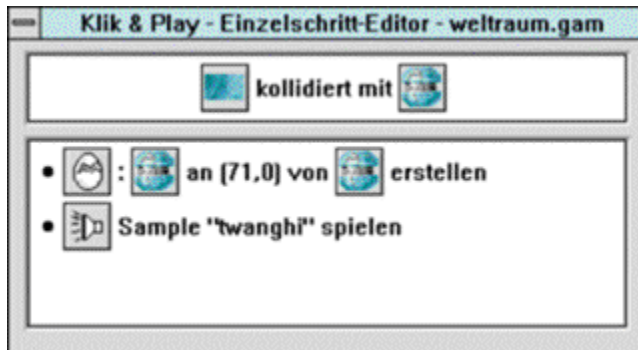 Klik & Play - Einzelschritt-Editor - weltraum.gam
kollidiert mit
: an (71,0) von erstellen
Sample "twanghi" spielen